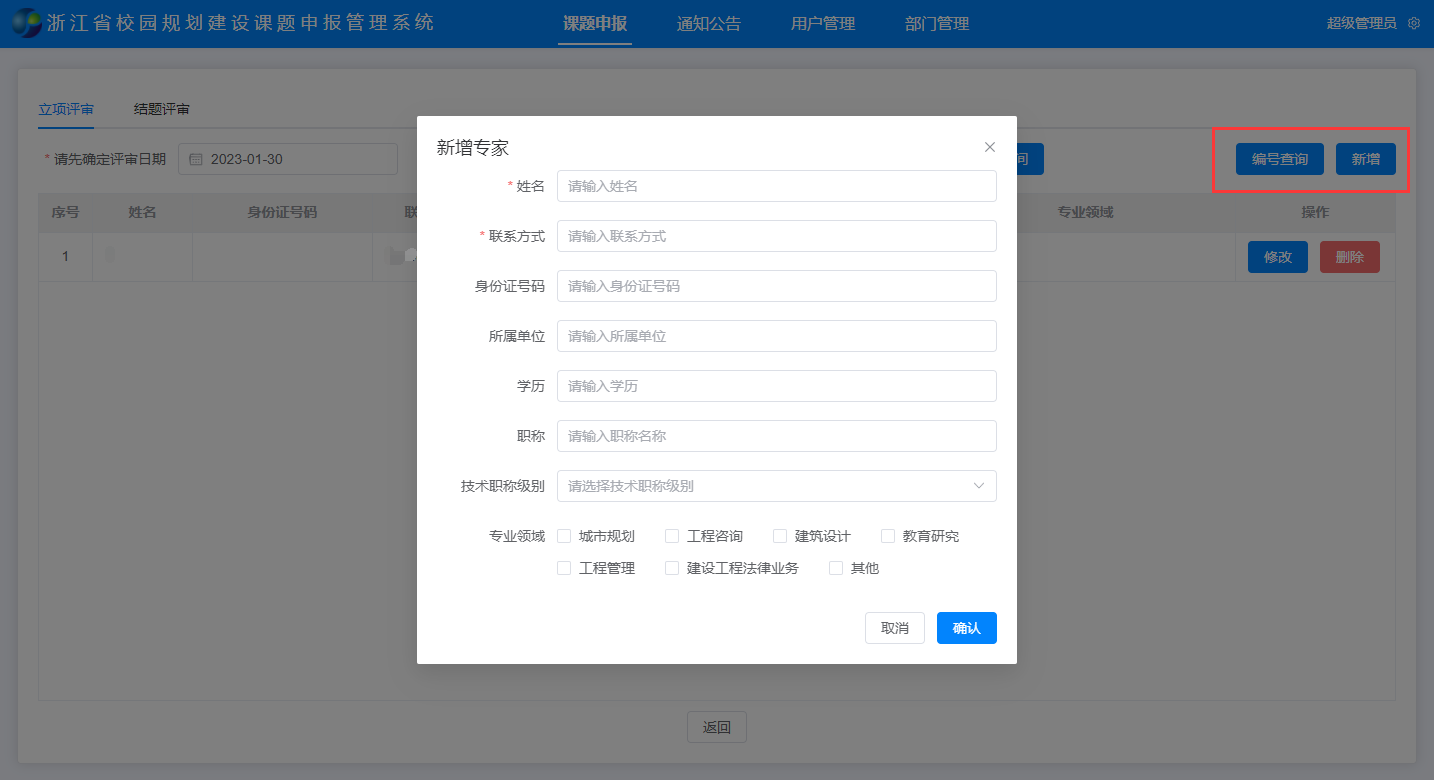 浙江省校园规划建设课题申报管理系统 课题申报 通知公告 用户管理 部门管理 超级管理员
立项评审 结题评审
* 请先确定评审日期 2023-01-30 间 编号查询 新增
序号 姓名 身份证号码 联 专业领域 操作
1 修改 删除
新增专家
* 姓名 请输入姓名
* 联系方式 请输入联系方式
身份证号码 请输入身份证号码
所属单位 请输入所属单位
学历 请输入学历
职称 请输入职称名称
技术职称级别 请选择技术职称级别
专业领域 城市规划 工程咨询 建筑设计 教育研究
工程管理 建设工程法律业务 其他
取消 确认
返回